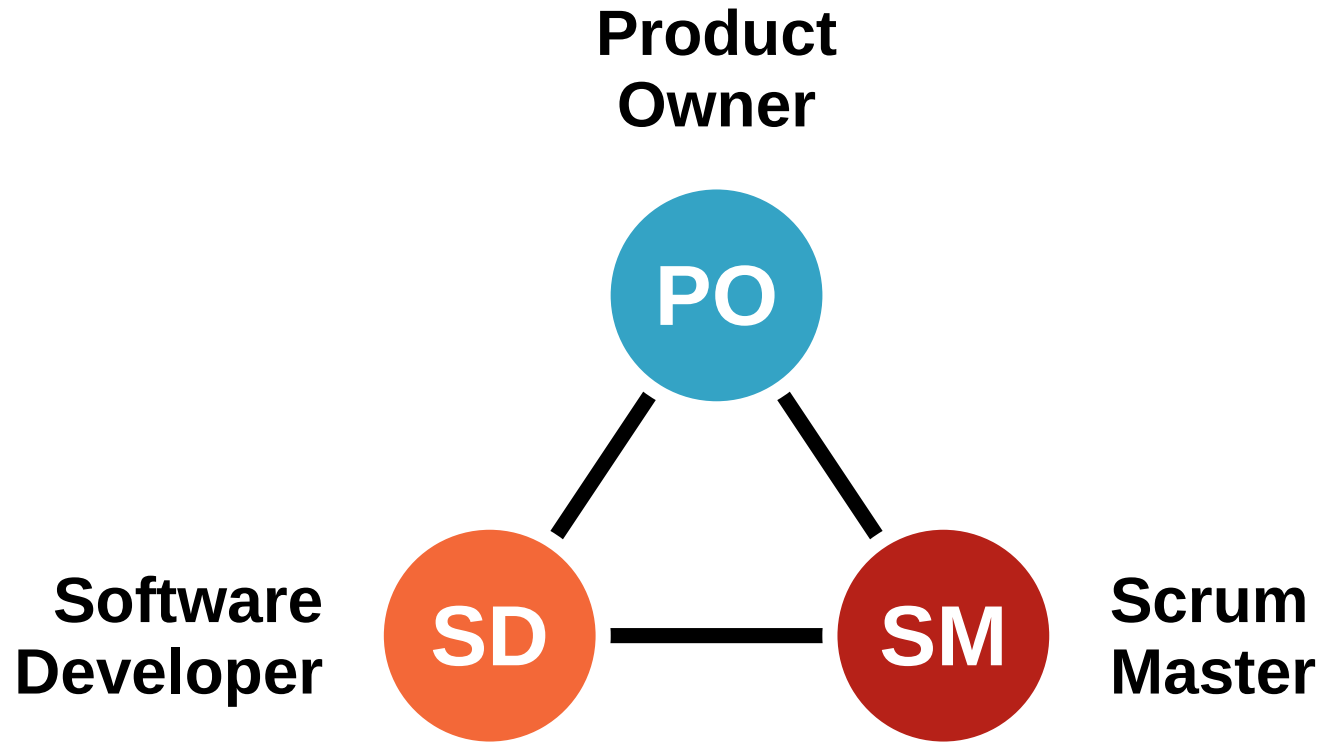 Product
Owner
PO
Software
Developer
SD
SM
Scrum
Master